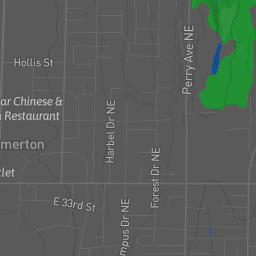 Hollis St
Perry Ave NE
ar Chinese &
Restaurant
Harbel Dr NE
merton
Forest Dr NE
let
E 33rd St
mpus Dr NE